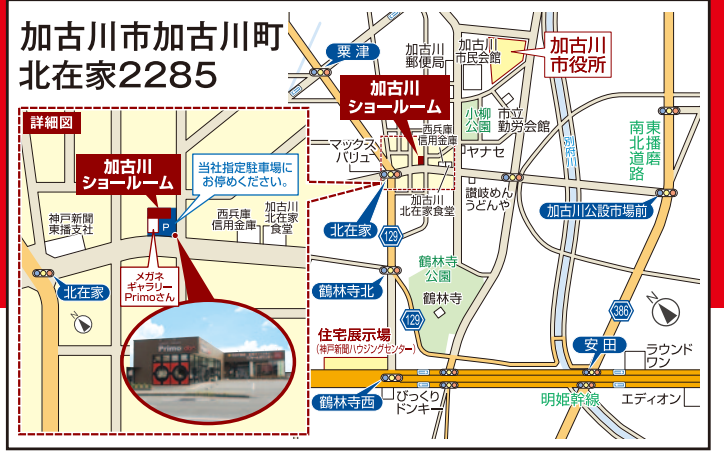 加古川市加古川町
北在家2285
詳細図
加古川
ショールーム
当社指定駐車場に
お停めください。
神戸新聞
東播支社
西兵庫
信用金庫
加古川
北在家
食堂
P
メガネ
ギャラリー
Primoさん
北在家
N
Primo
粟津
加古川
郵便局
加古川
市民会館
加古川
市役所
加古川
ショールーム
小柳
公園
市立
勤労会館
西兵庫
信用金庫
マックス
バリュ
ヤナセ
別府川
東播磨
南北道路
加古川
北在家食堂
讃岐めん
うどんや
加古川公設市場前
北在家
129
鶴林寺
公園
鶴林寺北
鶴林寺
129
386
N
住宅展示場
(神戸新聞ハウジングセンター)
安田
ラウンド
ワン
鶴林寺西
びっくり
ドンキー
明姫幹線
エディオン